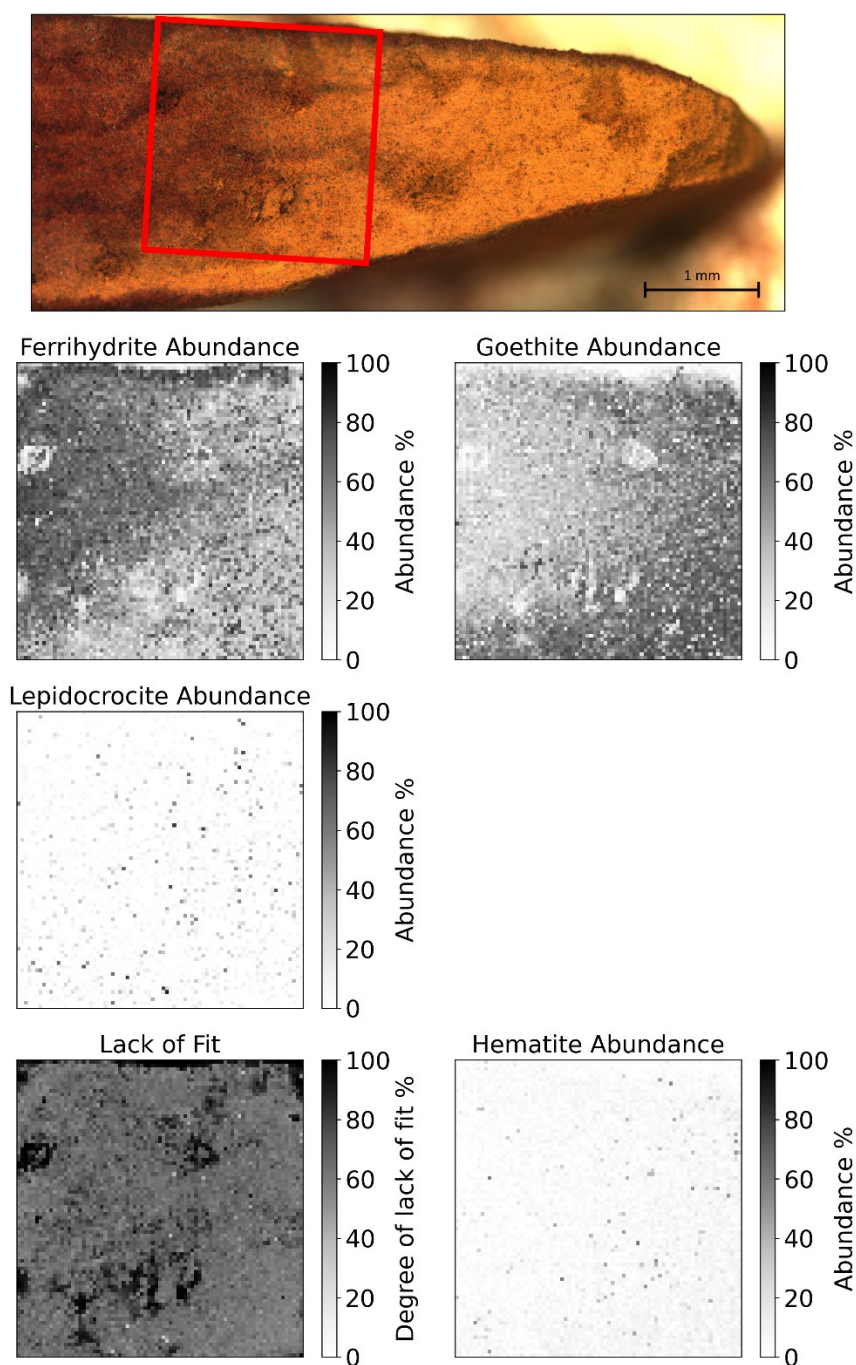 1 mm
Ferrihydrite Abundance
100
80
60
40
20
0
Abundance %
Goethite Abundance
100
80
60
40
20
0
Abundance %
Lepidocrocite Abundance
100
80
60
40
20
0
Abundance %
Lack of Fit
100
80
60
40
20
0
Degree of lack of fit %
Hematite Abundance
100
80
60
40
20
0
Abundance %